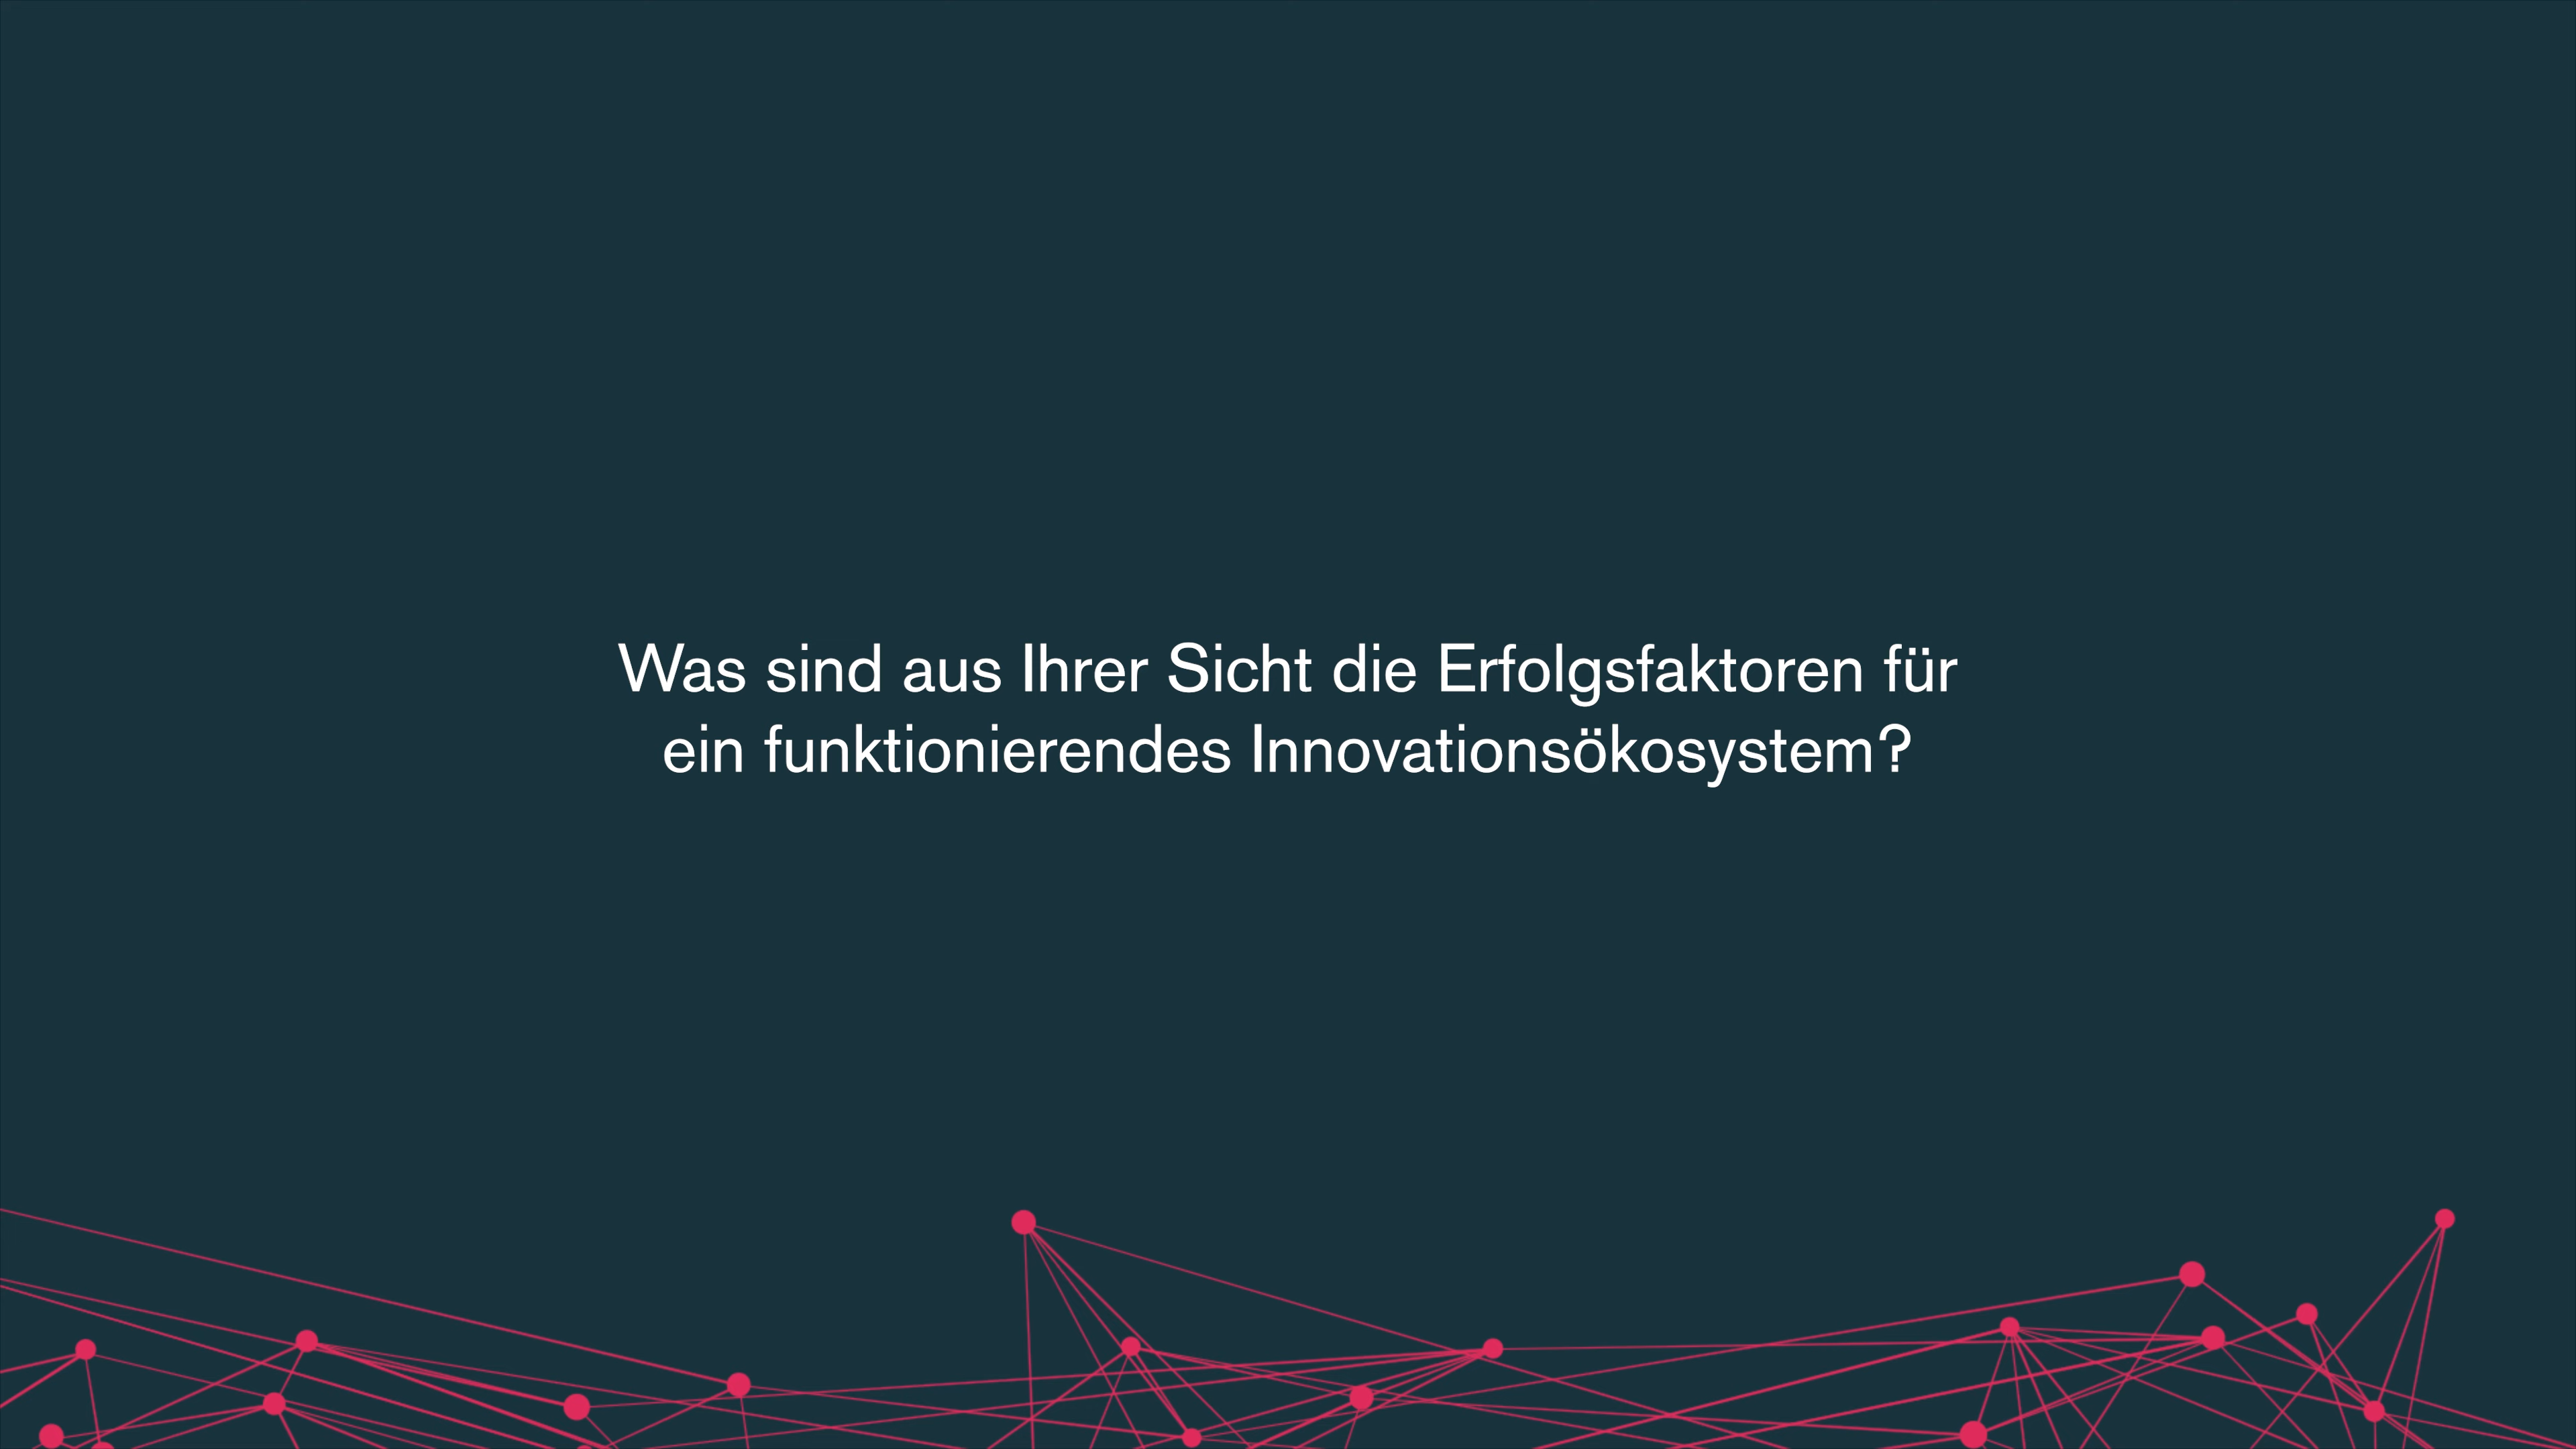 Was sind aus Ihrer Sicht die Erfolgsfaktoren für
ein funktionierendes Innovationsökosystem?